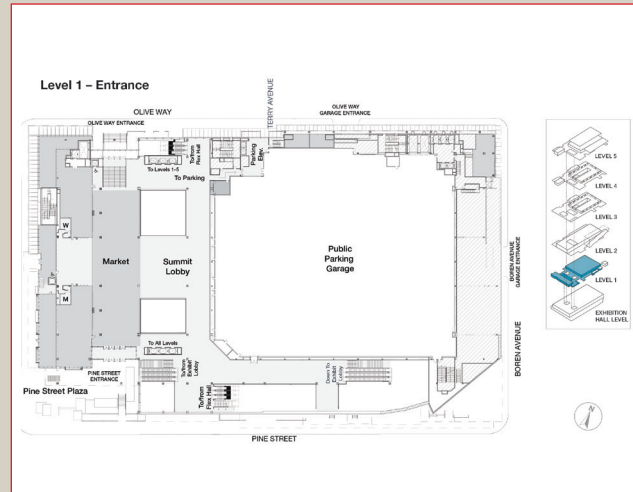 Level 1 – Entrance
OLIVE WAY
OLIVE WAY ENTRANCE
TERRY AVENUE
OLIVE WAY
GARAGE ENTRANCE
To/from
Flex Hall
Parking
Elev.
To Levels 1–5
To Parking
W
Market
Summit
Lobby
Public
Parking
Garage
M
BOREN AVENUE
GARAGE ENTRANCE
BOREN AVENUE
To All Levels
PINE STREET
ENTRANCE
To/from
Exhibit
Lobby
To/from
Flex Hall
Down To
Exhibit
Lobby
Pine Street Plaza
PINE STREET
LEVEL 5
LEVEL 4
LEVEL 3
LEVEL 2
LEVEL 1
EXHIBITION
HALL LEVEL
N